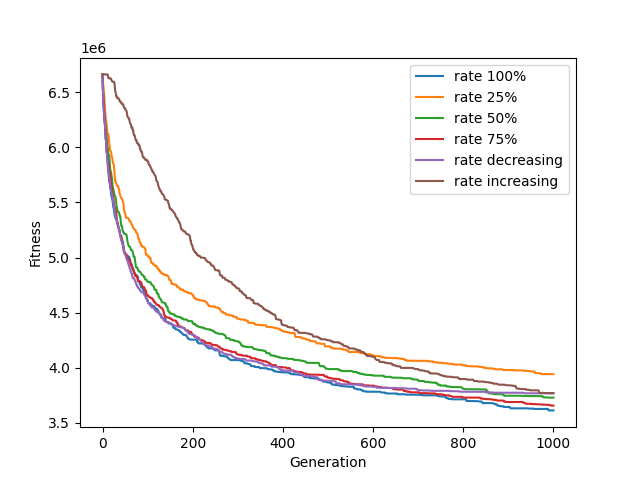 1e6
6.5
6.0
5.5
5.0
4.5
4.0
3.5
Fitness
0
200
400
600
800
1000
Generation
rate 100%
rate 25%
rate 50%
rate 75%
rate decreasing
rate increasing